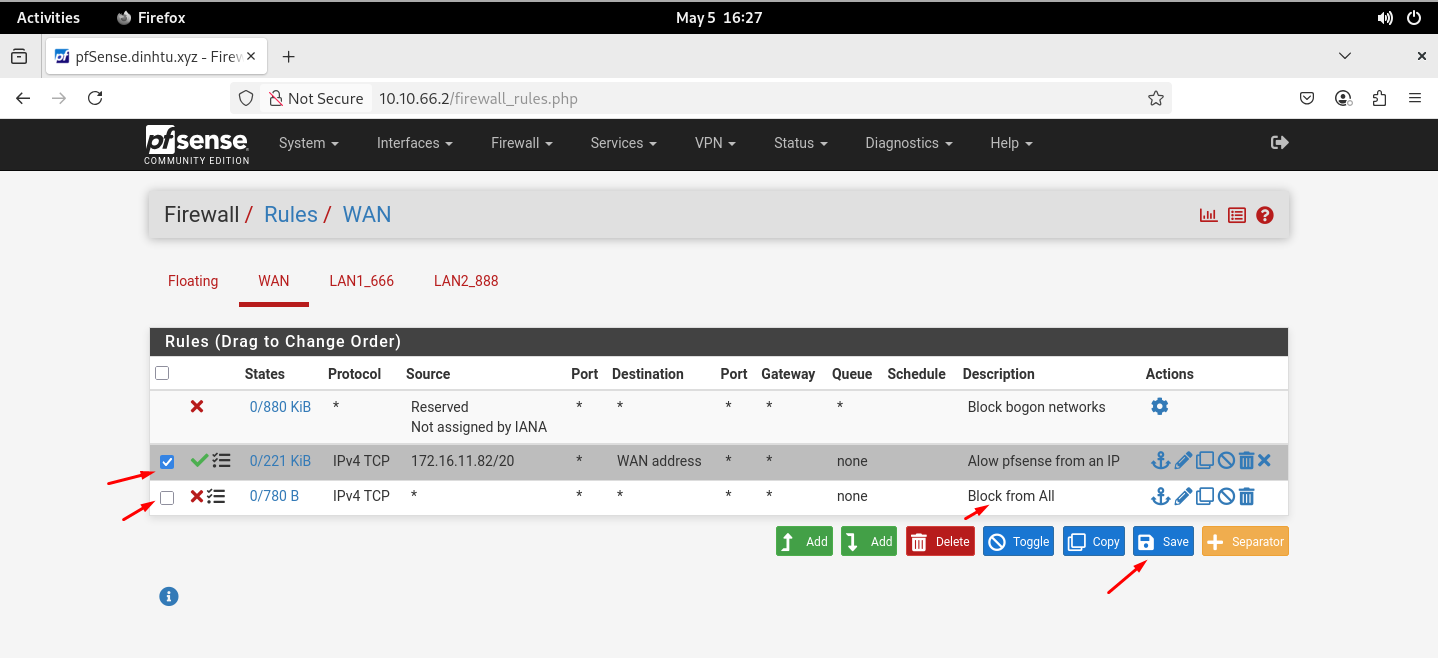 Activities Firefox May 5 16:27
pfSense.dinhtu.xyz - Firew
Not Secure 10.10.66.2/firewall_rules.php
pfsense
COMMUNITY EDITION
System Interfaces Firewall Services VPN Status Diagnostics Help
Firewall / Rules / WAN
Floating WAN LAN1_666 LAN2_888
Rules (Drag to Change Order)
States Protocol Source Port Destination Port Gateway Queue Schedule Description Actions
0/880 KiB * Reserved * * * * * Block bogon networks
Not assigned by IANA
0/221 KiB IPv4 TCP 172.16.11.82/20 * WAN address * * none Alow pfsense from an IP
0/780 B IPv4 TCP * * * * * none Block from All
Add Add Delete Toggle Copy Save Separator